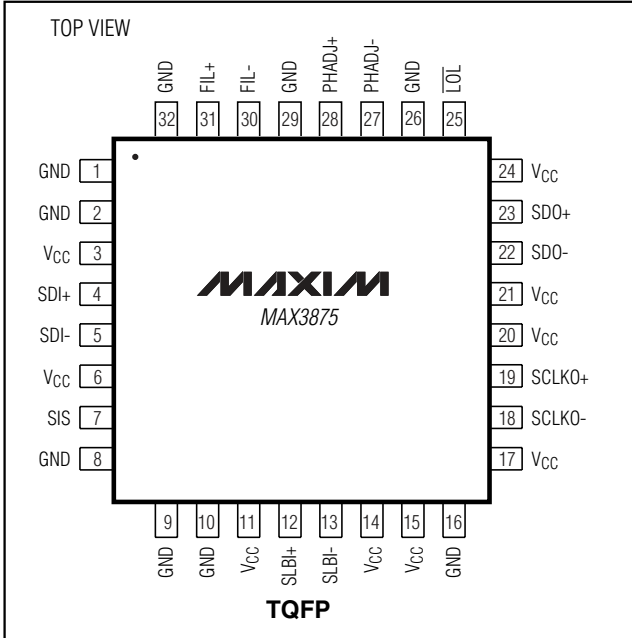 TOP VIEW
GND FIL+ FIL- GND PHADJ+ PHADJ- GND L̅O̅L̅
32 31 30 29 28 27 26 25
GND 1 24 VCC
GND 2 23 SDO+
VCC 3 22 SDO-
SDI+ 4 21 VCC
SDI- 5 20 VCC
VCC 6 19 SCLKO+
SIS 7 18 SCLKO-
GND 8 17 VCC
MAXIM
MAX3875
9 10 11 12 13 14 15 16
GND GND VCC SLBI+ SLBI- VCC VCC GND
TQFP